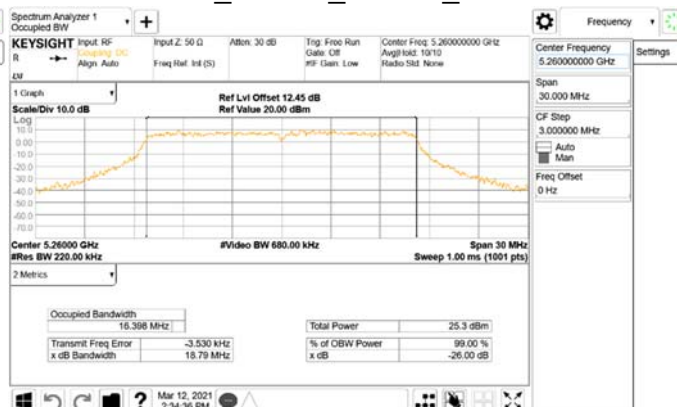 Spectrum Analyzer 1
Occupied BW
Frequency
KEYSIGHT
R
Input: RF
Coupling: DC
Align: Auto
Input Z: 50 Ω
Freq Ref: Int (S)
Atten: 30 dB
Trig: Free Run
Gate: Off
#IF Gain: Low
Center Freq: 5.260000000 GHz
Avg|Hold: 10/10
Radio Std: None
Center Frequency
5.260000000 GHz
Settings
Span
30.000 MHz
CF Step
3.000000 MHz
Auto
Man
Freq Offset
0 Hz
1 Graph
Scale/Div 10.0 dB
Ref Lvl Offset 12.45 dB
Ref Value 20.00 dBm
Log
10.0
0.00
-10.0
-20.0
-30.0
-40.0
-50.0
-60.0
-70.0
Center 5.26000 GHz
#Res BW 220.00 kHz
#Video BW 680.00 kHz
Span 30 MHz
Sweep 1.00 ms (1001 pts)
2 Metrics
Occupied Bandwidth
16.398 MHz
Total Power 25.3 dBm
Transmit Freq Error -3.530 kHz
% of OBW Power 99.00 %
x dB Bandwidth 18.79 MHz
x dB -26.00 dB
?
Mar 12, 2021